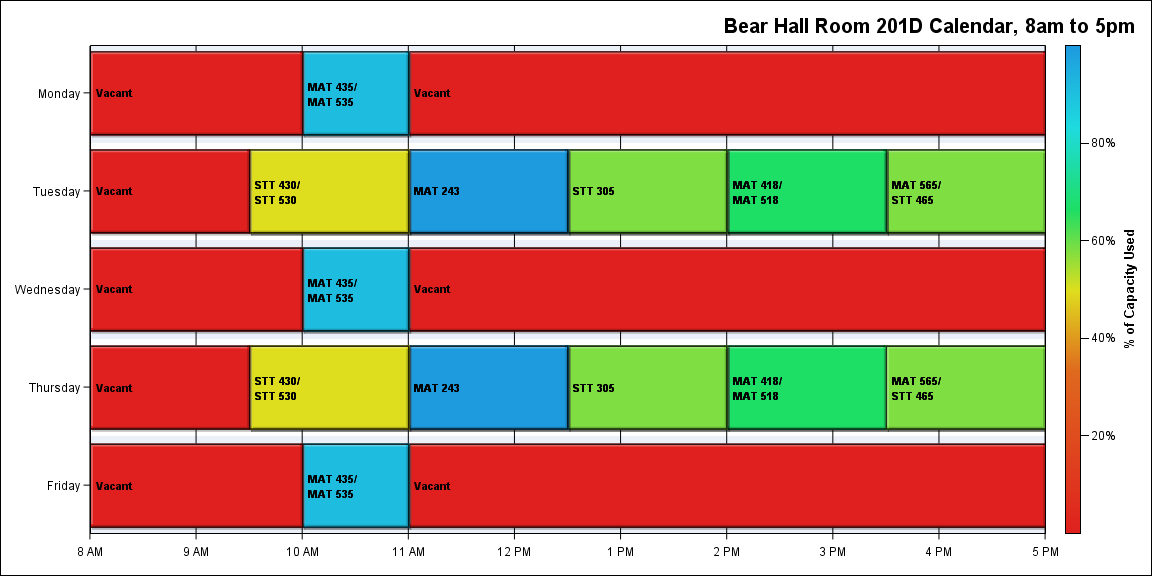 Bear Hall Room 201D Calendar, 8am to 5pm
Monday
Vacant
MAT 435/
MAT 535
Vacant
Tuesday
Vacant
STT 430/
STT 530
MAT 243
STT 305
MAT 418/
MAT 518
MAT 565/
STT 465
Wednesday
Vacant
MAT 435/
MAT 535
Vacant
Thursday
Vacant
STT 430/
STT 530
MAT 243
STT 305
MAT 418/
MAT 518
MAT 565/
STT 465
Friday
Vacant
MAT 435/
MAT 535
Vacant
8 AM 9 AM 10 AM 11 AM 12 PM 1 PM 2 PM 3 PM 4 PM 5 PM
80%
60%
40%
20%
% of Capacity Used